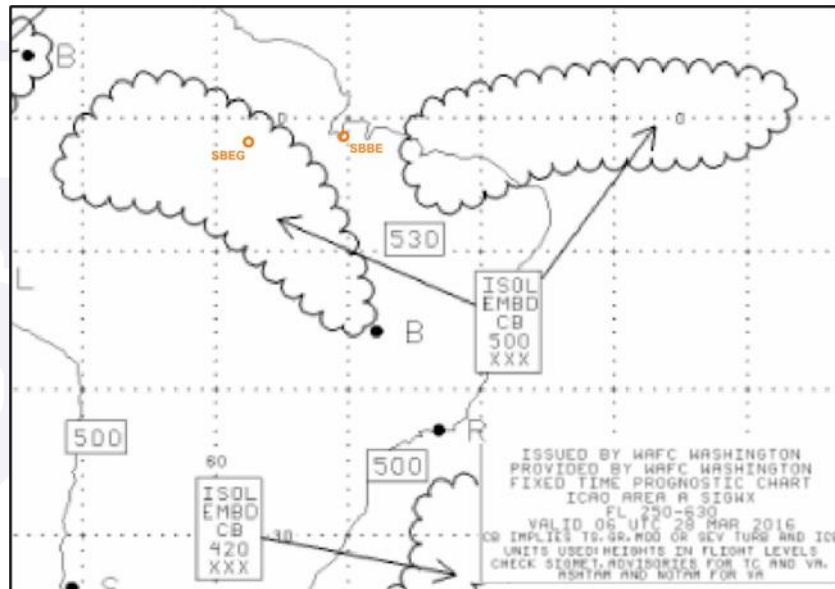 B
0
0
SBEG
SBBE
530
L
ISOL
EMBD
CB
500
XXX
B
500
R
60
500
ISOL
EMBD
CB
420
XXX
30
S
ISSUED BY WAFC WASHINGTON
PROVIDED BY WAFC WASHINGTON
FIXED TIME PROGNOSTIC CHART
ICAO AREA A SIGWX
FL 250-630
VALID 06 UTC 28 MAR 2016
CB IMPLIES TS, GR, MOD OR SEV TURB AND ICE
UNITS USED: HEIGHTS IN FLIGHT LEVELS
CHECK SIGMET, ADVISORIES FOR TC AND VA,
ASHTAM AND NOTAM FOR VA